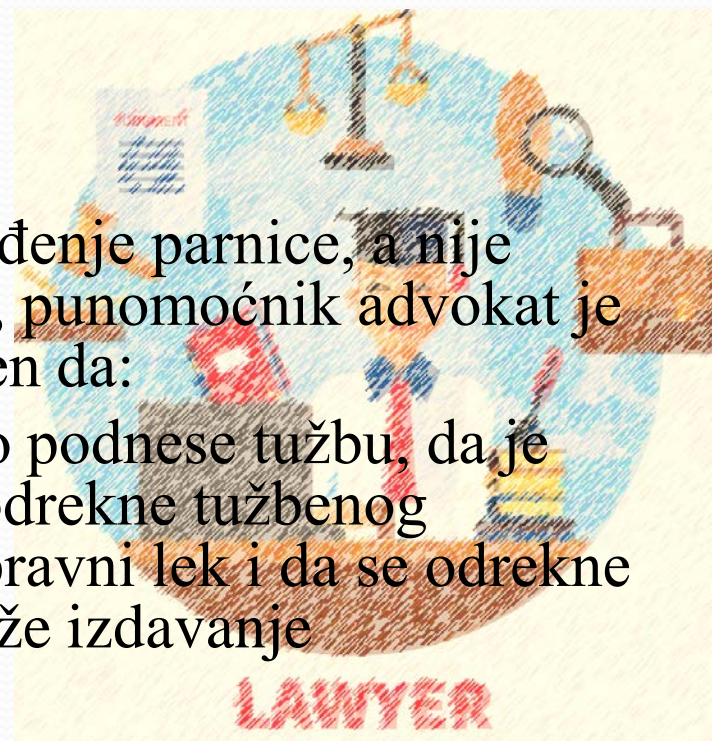 đenje parnice, a nije
, punomoćnik advokat je
en da:
o podnese tužbu, da je
odrekne tužbenog
pravni lek i da se odrekne
že izdavanje
LAWYER